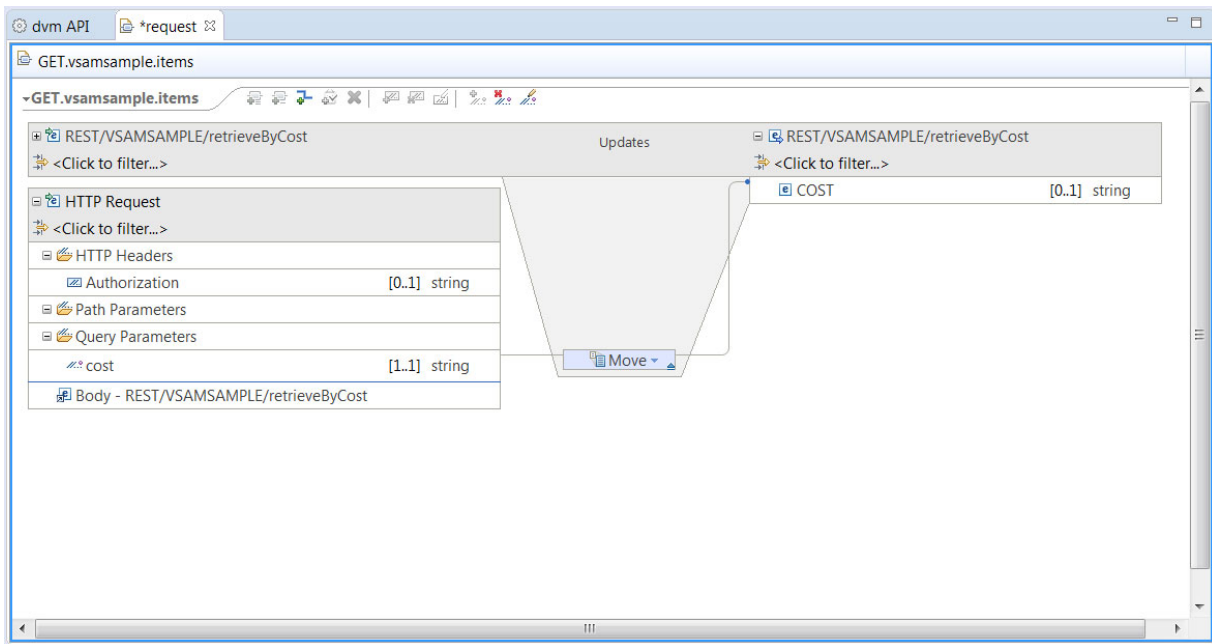 dvm API
*request
GET.vsamsample.items
GET.vsamsample.items
REST/VSAMSAMPLE/retrieveByCost
<Click to filter...>
Updates
REST/VSAMSAMPLE/retrieveByCost
<Click to filter...>
COST [0..1] string
HTTP Request
<Click to filter...>
HTTP Headers
Authorization [0..1] string
Path Parameters
Query Parameters
cost [1..1] string
Move
Body - REST/VSAMSAMPLE/retrieveByCost